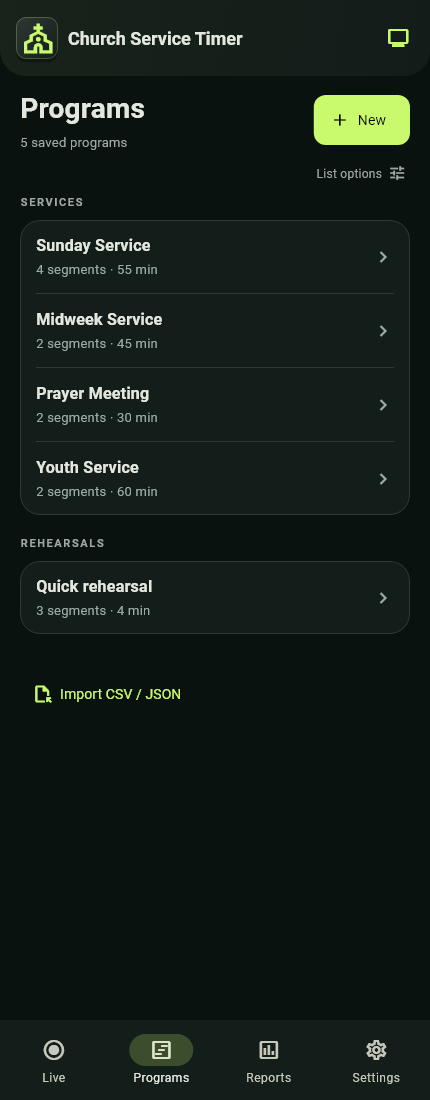 Church Service Timer
Programs
5 saved programs
New
List options
SERVICES
Sunday Service
4 segments · 55 min
Midweek Service
2 segments · 45 min
Prayer Meeting
2 segments · 30 min
Youth Service
2 segments · 60 min
REHEARSALS
Quick rehearsal
3 segments · 4 min
Import CSV / JSON
Live
Programs
Reports
Settings